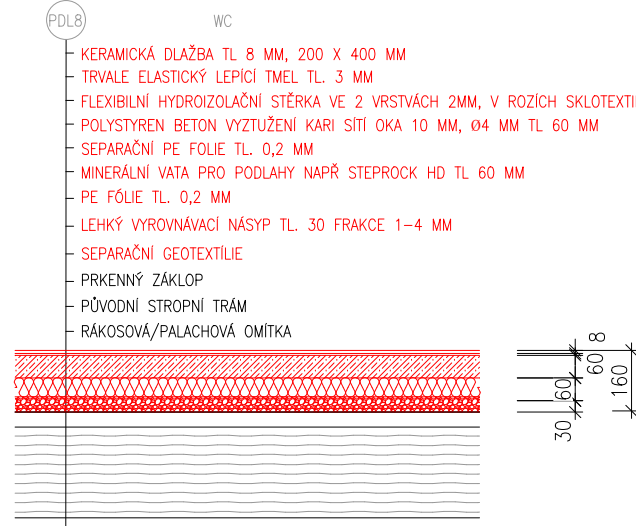 PDL8
WC
KERAMICKÁ DLAŽBA TL 8 MM, 200 X 400 MM
TRVALE ELASTICKÝ LEPÍCÍ TMEL TL. 3 MM
FLEXIBILNÍ HYDROIZOLAČNÍ STĚRKA VE 2 VRSTVÁCH 2MM, V ROZÍCH SKLOTEXTI
POLYSTYREN BETON VYZTUŽENÍ KARI SÍTÍ OKA 10 MM, Ø4 MM TL 60 MM
SEPARAČNÍ PE FOLIE TL. 0,2 MM
MINERÁLNÍ VATA PRO PODLAHY NAPŘ STEPROCK HD TL 60 MM
PE FÓLIE TL. 0,2 MM
LEHKÝ VYROVNÁVACÍ NÁSYP TL. 30 FRAKCE 1–4 MM
SEPARAČNÍ GEOTEXTÍLIE
PRKENNÝ ZÁKLOP
PŮVODNÍ STROPNÍ TRÁM
RÁKOSOVÁ/PALACHOVÁ OMÍTKA
8
60
60
160
30